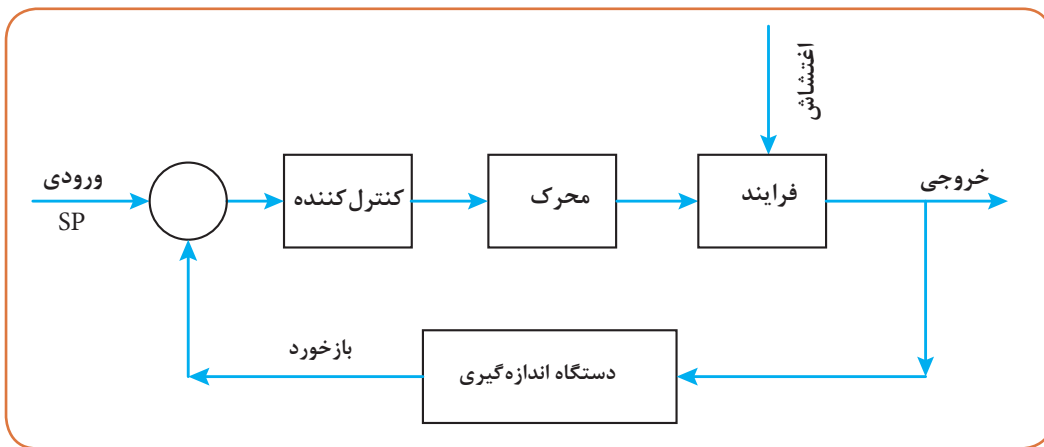 اغتشاش
ورودی
SP
کنترل کننده
محرک
فرایند
خروجی
بازخورد
دستگاه اندازه‌گیری